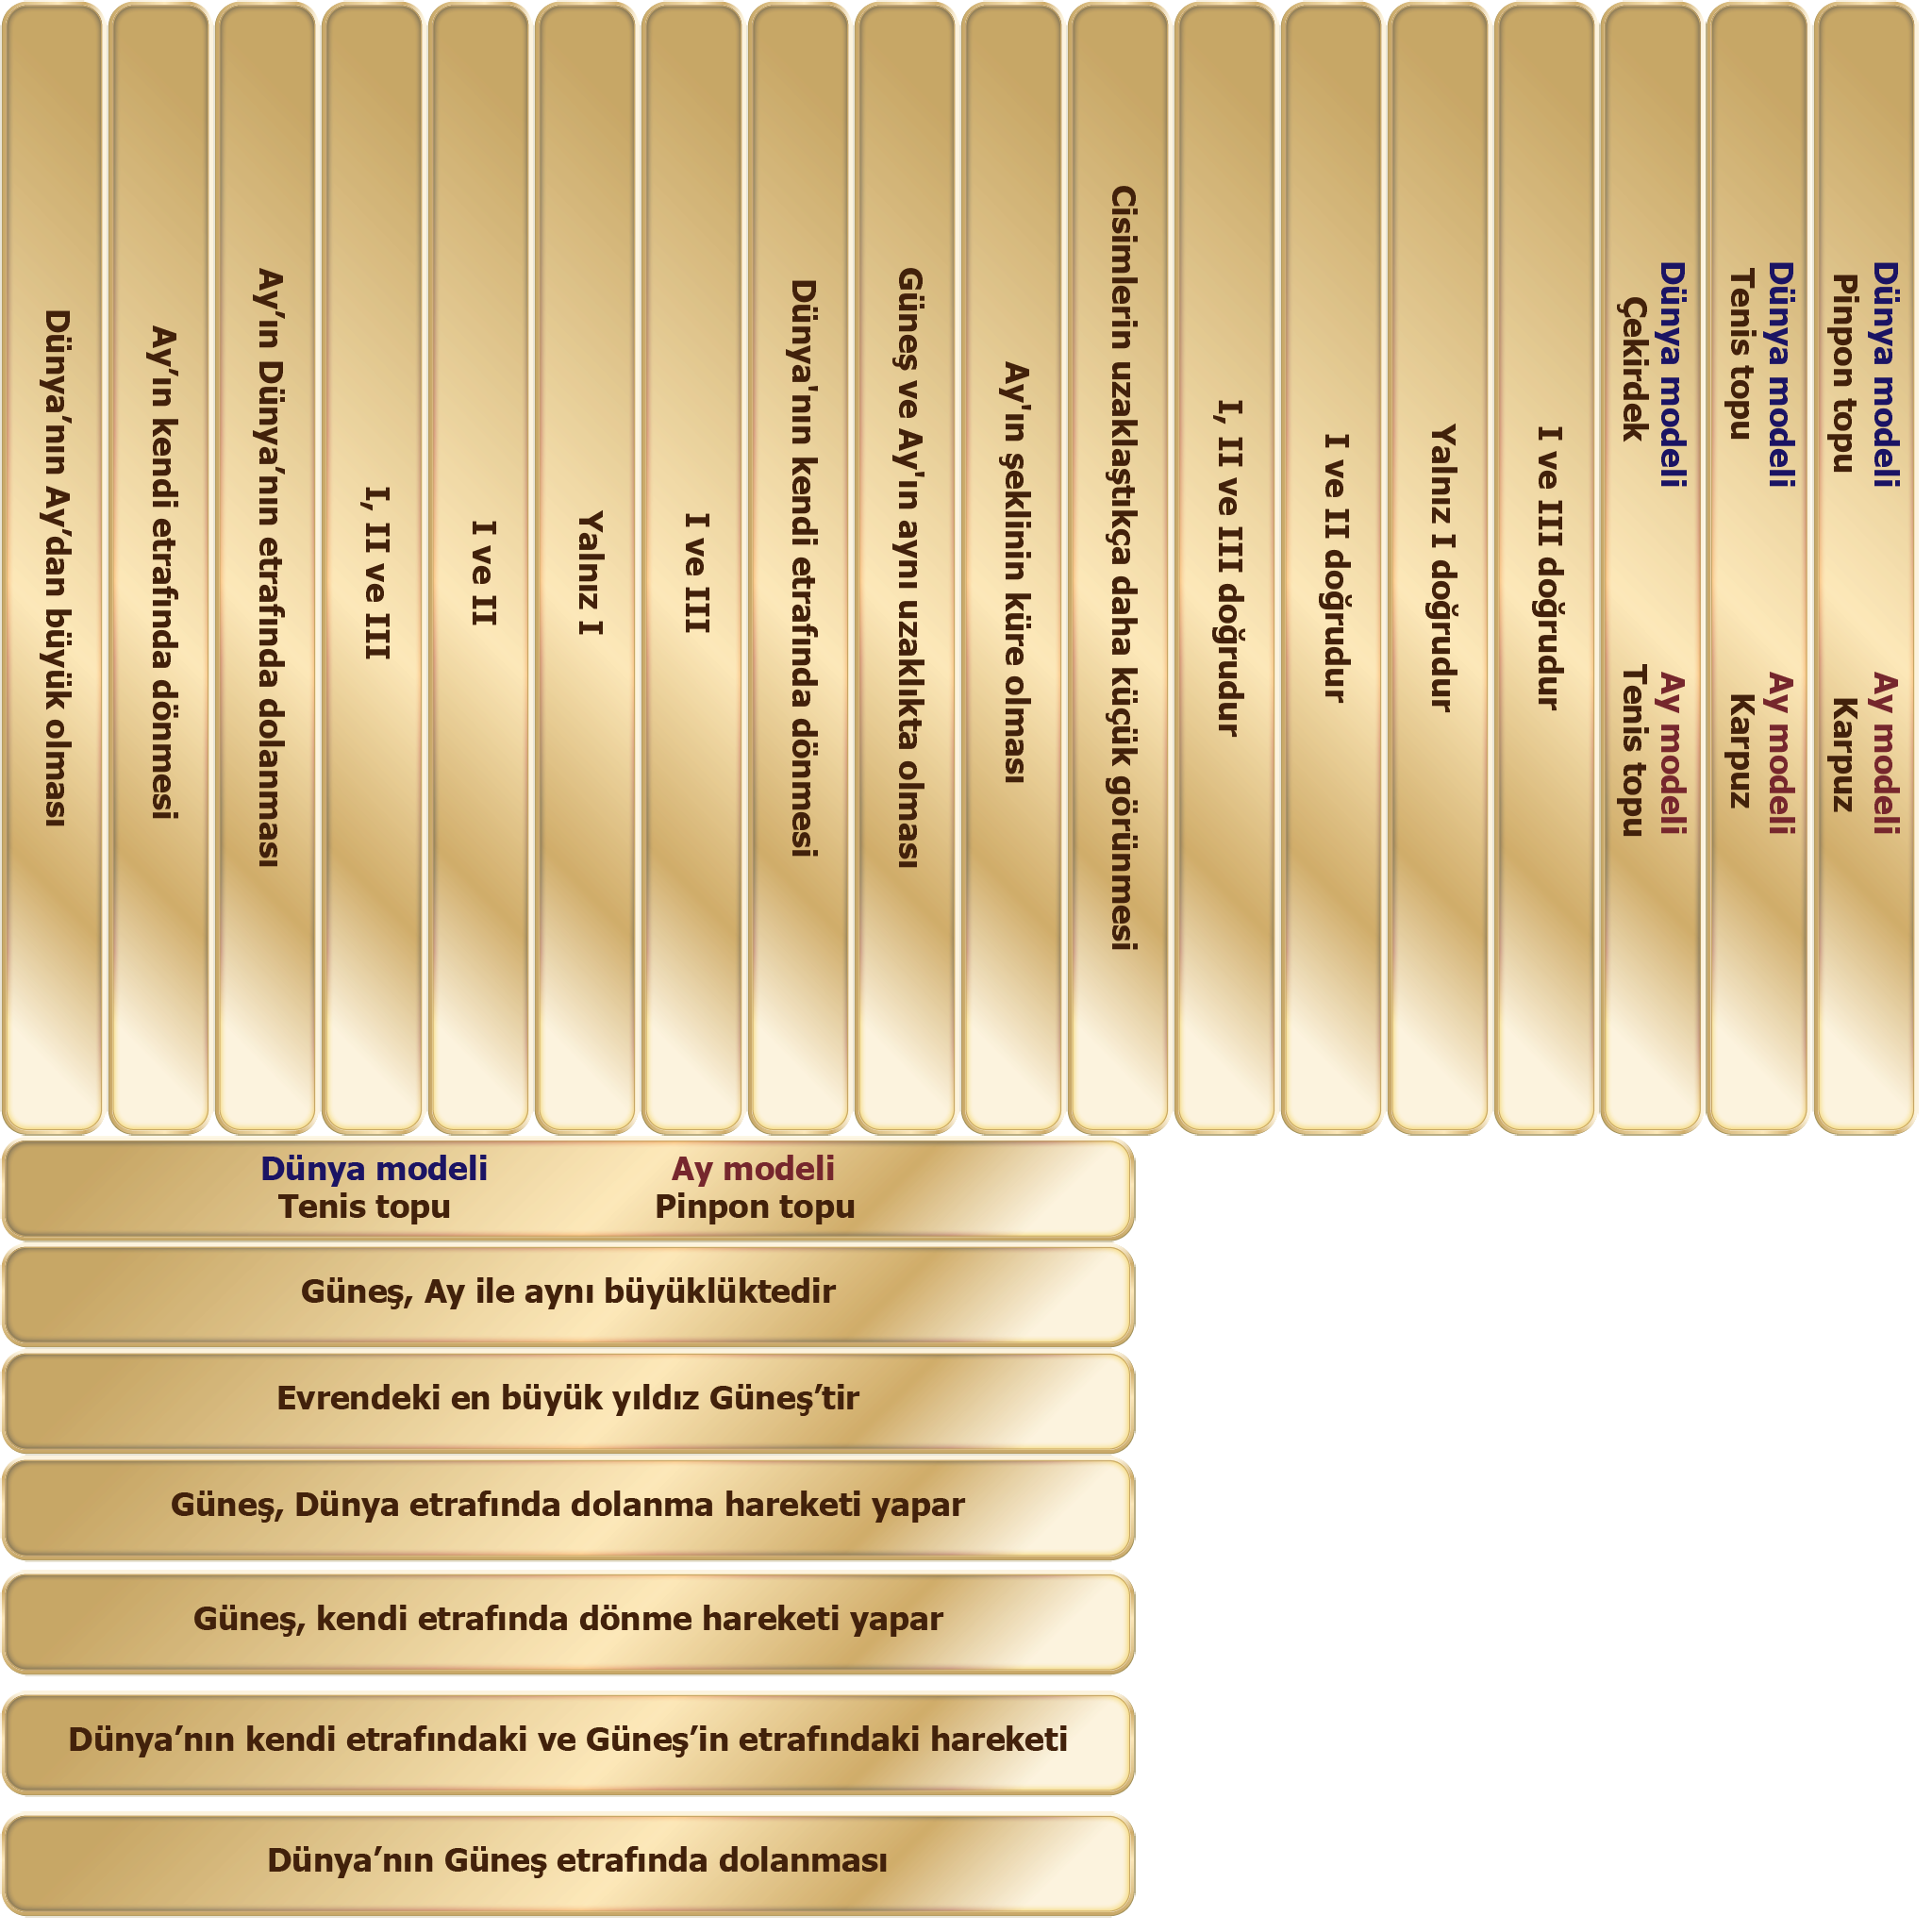 Dünya’nın Ay’dan büyük olması
Ay’ın kendi etrafında dönmesi
Ay’ın Dünya’nın etrafında dolanması
I, II ve III
I ve II
Yalnız I
I ve III
Dünya'nın kendi etrafında dönmesi
Güneş ve Ay'ın aynı uzaklıkta olması
Ay'ın şeklinin küre olması
Cisimlerin uzaklaştıkça daha küçük görünmesi
I, II ve III doğrudur
I ve II doğrudur
Yalnız I doğrudur
I ve III doğrudur
Dünya modeli Ay modeli
Çekirdek Tenis topu
Dünya modeli Ay modeli
Tenis topu Karpuz
Dünya modeli Ay modeli
Pinpon topu Karpuz
Dünya modeli Ay modeli
Tenis topu Pinpon topu
Güneş, Ay ile aynı büyüklüktedir
Evrendeki en büyük yıldız Güneş’tir
Güneş, Dünya etrafında dolanma hareketi yapar
Güneş, kendi etrafında dönme hareketi yapar
Dünya’nın kendi etrafındaki ve Güneş’in etrafındaki hareketi
Dünya’nın Güneş etrafında dolanması